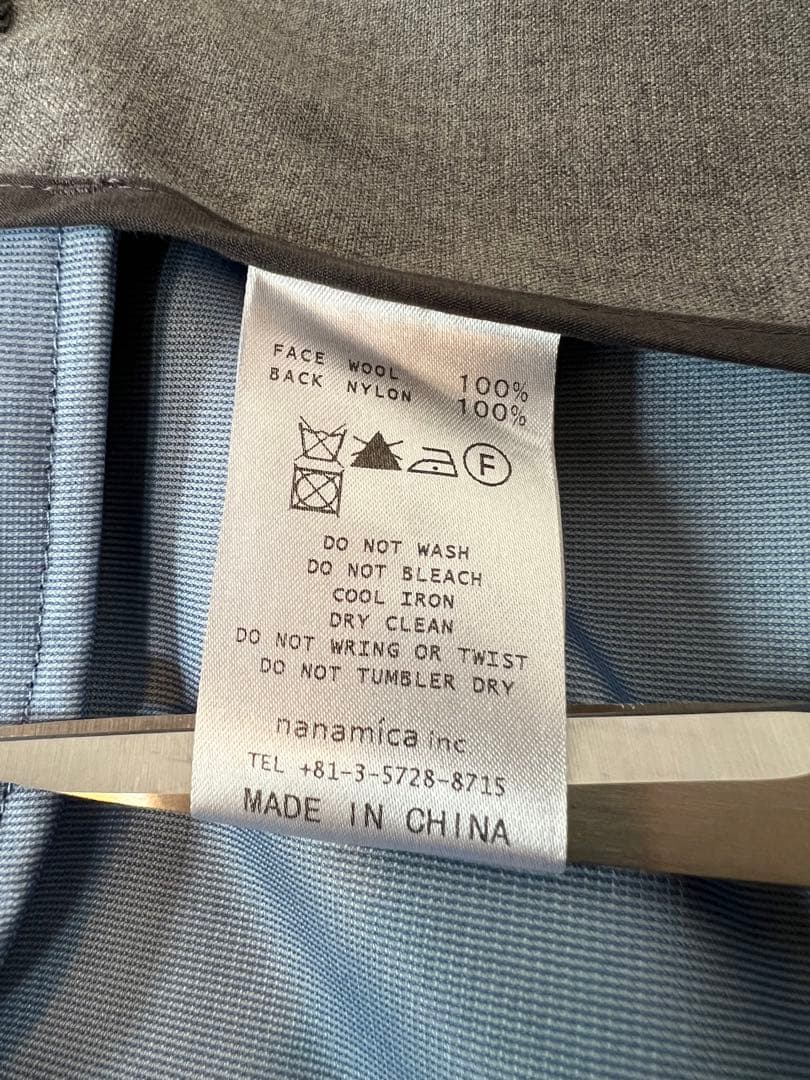 FACE WOOL 100%
BACK NYLON 100%
F
DO NOT WASH
DO NOT BLEACH
COOL IRON
DRY CLEAN
DO NOT WRING OR TWIST
DO NOT TUMBLER DRY
nanamica inc
TEL +81-3-5728-8715
MADE IN CHINA